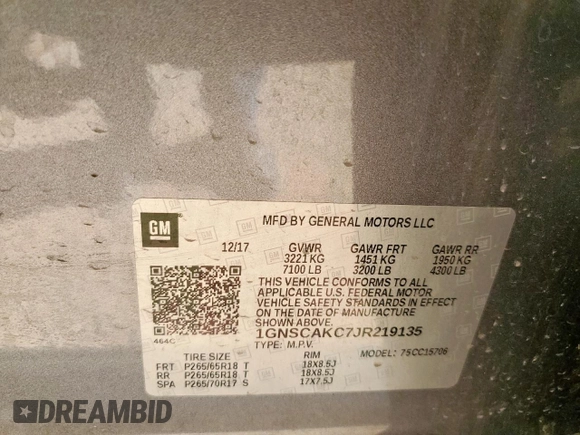 GM
MFD BY GENERAL MOTORS LLC
12/17 GVWR GAWR FRT GAWR RR
3221 KG 1451 KG 1950 KG
7100 LB 3200 LB 4300 LB
THIS VEHICLE CONFORMS TO ALL
APPLICABLE U.S. FEDERAL MOTOR
VEHICLE SAFETY STANDARDS IN EFFECT
ON THE DATE OF MANUFACTURE
SHOWN ABOVE.
464C
1GNSCAKC7JR219135
TYPE: M.P.V. MODEL: 7SCC15706
TIRE SIZE RIM
FRT P265/65R18 T 18X8.5J
RR P265/65R18 T 18X8.5J
SPA P265/70R17 S 17X7.5J
DREAMBID